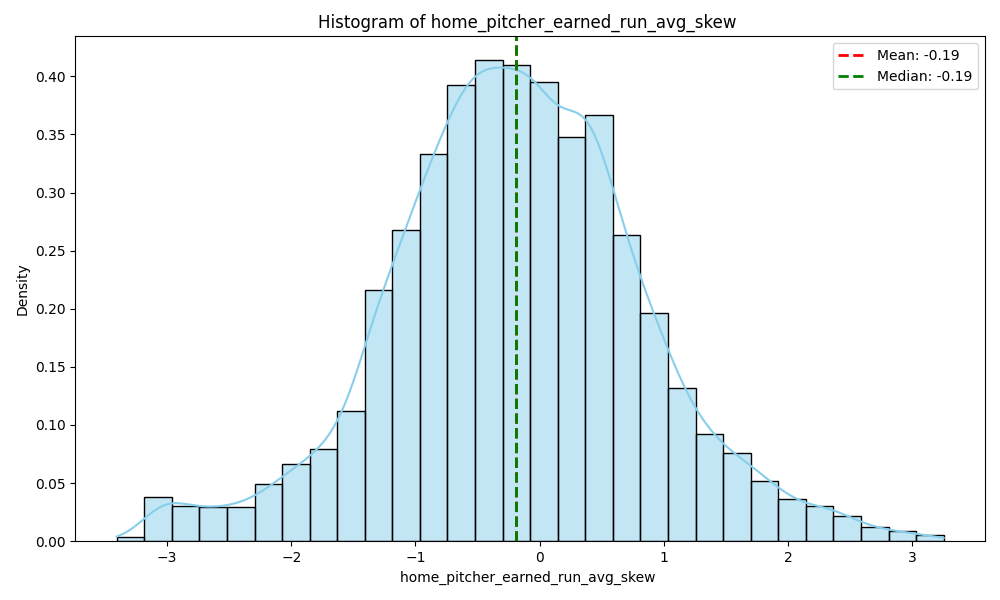 Histogram of home_pitcher_earned_run_avg_skew
Mean: -0.19
Median: -0.19
0.40
0.35
0.30
0.25
0.20
0.15
0.10
0.05
0.00
Density
−3 −2 −1 0 1 2 3
home_pitcher_earned_run_avg_skew